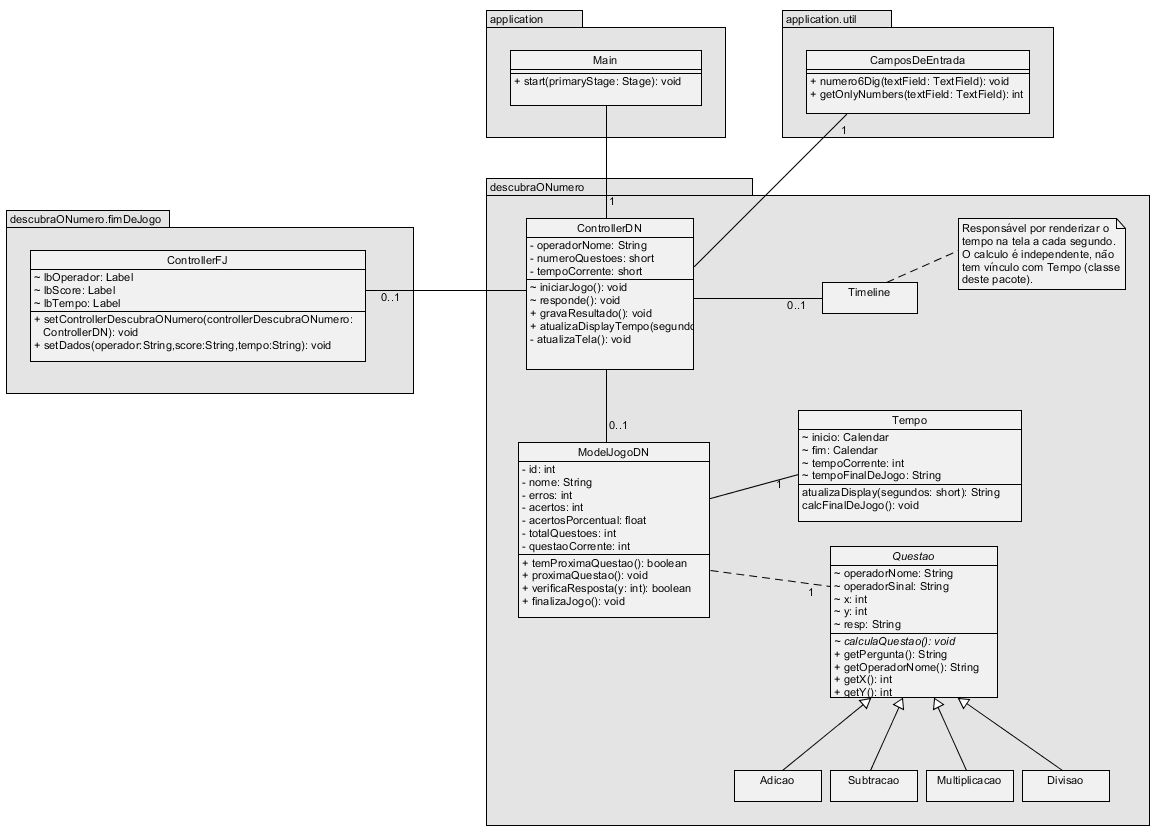 application
Main
+ start(primaryStage: Stage): void
application.util
CamposDeEntrada
+ numero6Dig(textField: TextField): void
+ getOnlyNumbers(textField: TextField): int
1
descubraONumero.fimDeJogo
ControllerFJ
~ lbOperador: Label
~ lbScore: Label
~ lbTempo: Label
+ setControllerDescubraONumero(controllerDescubraONumero:
ControllerDN): void
+ setDados(operador:String,score:String,tempo:String): void
0..1
descubraONumero
1
ControllerDN
- operadorNome: String
- numeroQuestoes: short
- tempoCorrente: short
- iniciarJogo(): void
~ responde(): void
+ gravaResultado(): void
+ atualizaDisplayTempo(segundo
- atualizaTela(): void
0..1
Timeline
Responsável por renderizar o
tempo na tela a cada segundo.
O calculo é independente, não
tem vínculo com Tempo (classe
deste pacote).
0..1
ModelJogoDN
- id: int
- nome: String
- erros: int
- acertos: int
- acertosPorcentual: float
- totalQuestoes: int
- questaoCorrente: int
+ temProximaQuestao(): boolean
+ proximaQuestao(): void
+ verificaResposta(y: int): boolean
+ finalizaJogo(): void
1
Tempo
~ inicio: Calendar
~ fim: Calendar
~ tempoCorrente: int
~ tempoFinalDeJogo: String
atualizaDisplay(segundos: short): String
calcFinalDeJogo(): void
1
Questao
~ operadorNome: String
~ operadorSinal: String
~ x: int
~ y: int
~ resp: String
~ calculaQuestao(): void
+ getPergunta(): String
+ getOperadorNome(): String
+ getX(): int
+ getY(): int
Adicao
Subtracao
Multiplicacao
Divisao